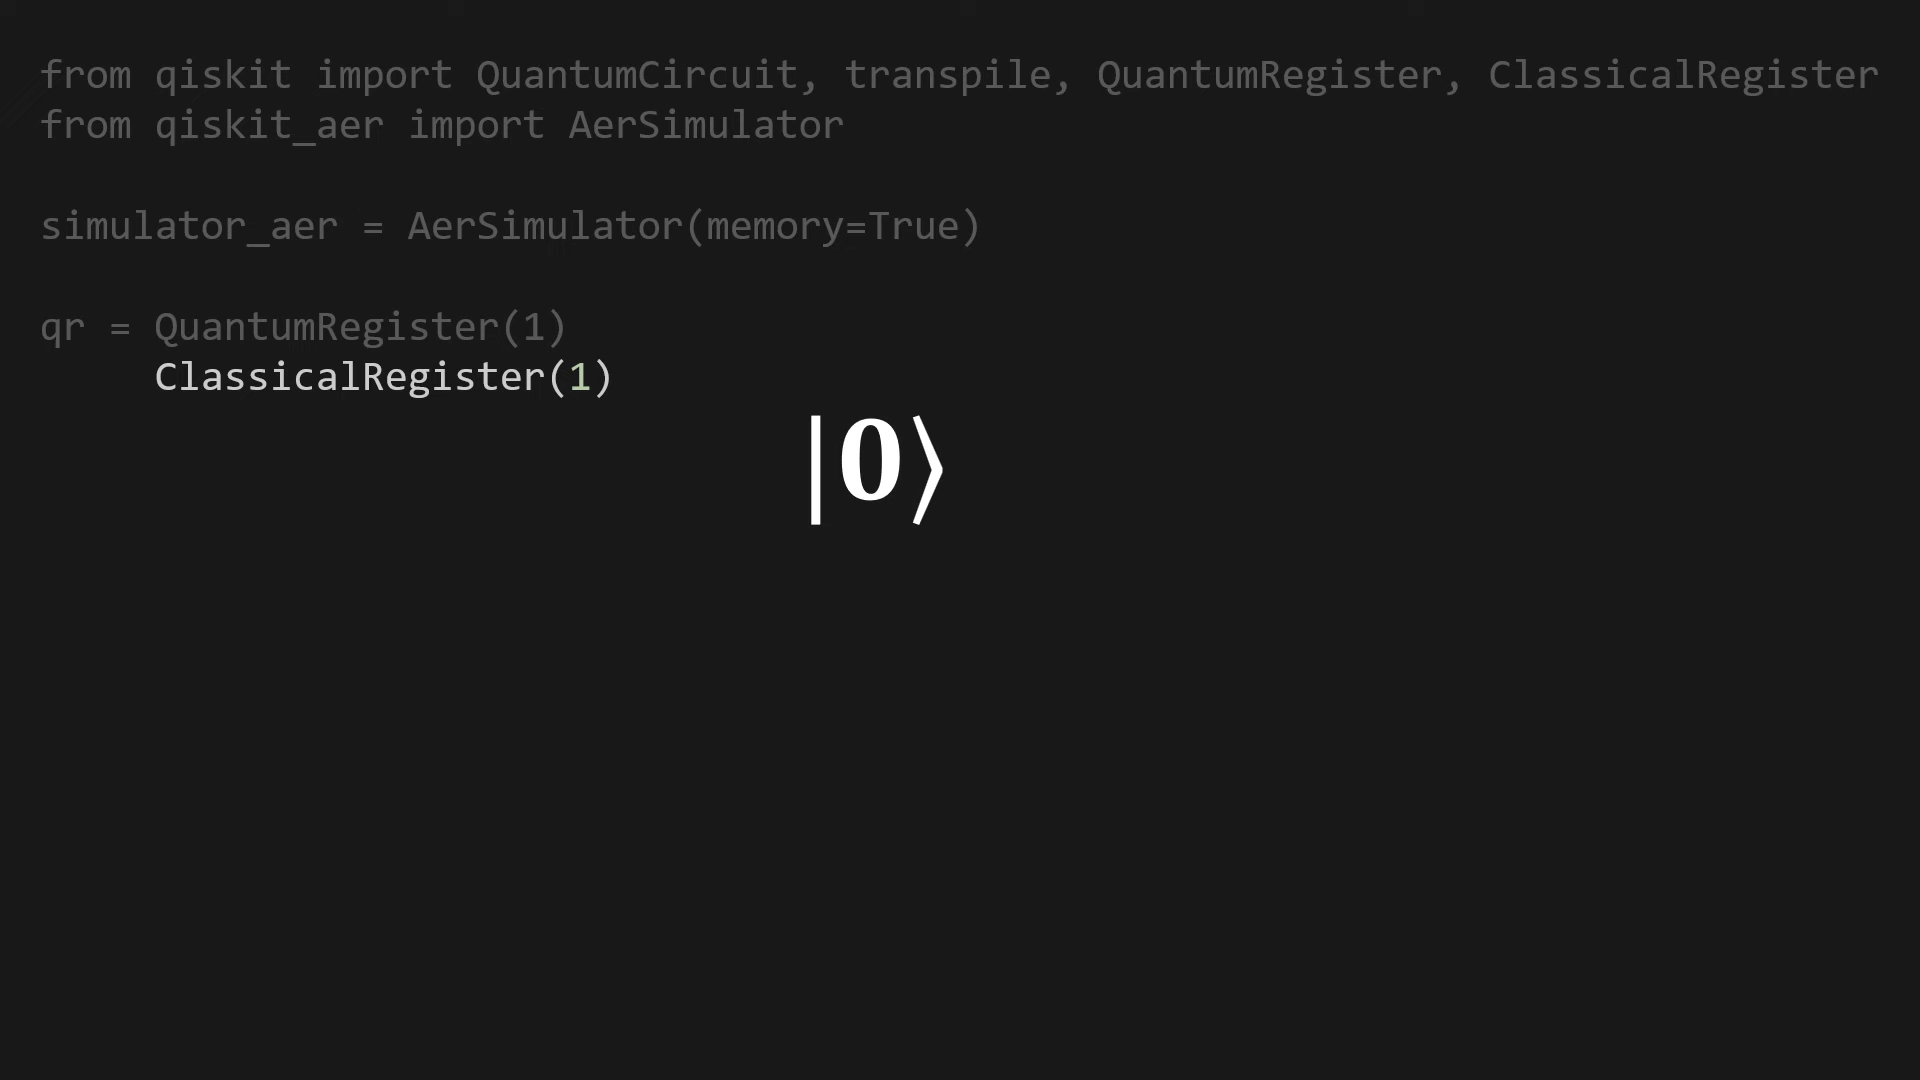 from qiskit import QuantumCircuit, transpile, QuantumRegister, ClassicalRegister
from qiskit_aer import AerSimulator
simulator_aer = AerSimulator(memory=True)
qr = QuantumRegister(1)
ClassicalRegister(1)
|0⟩